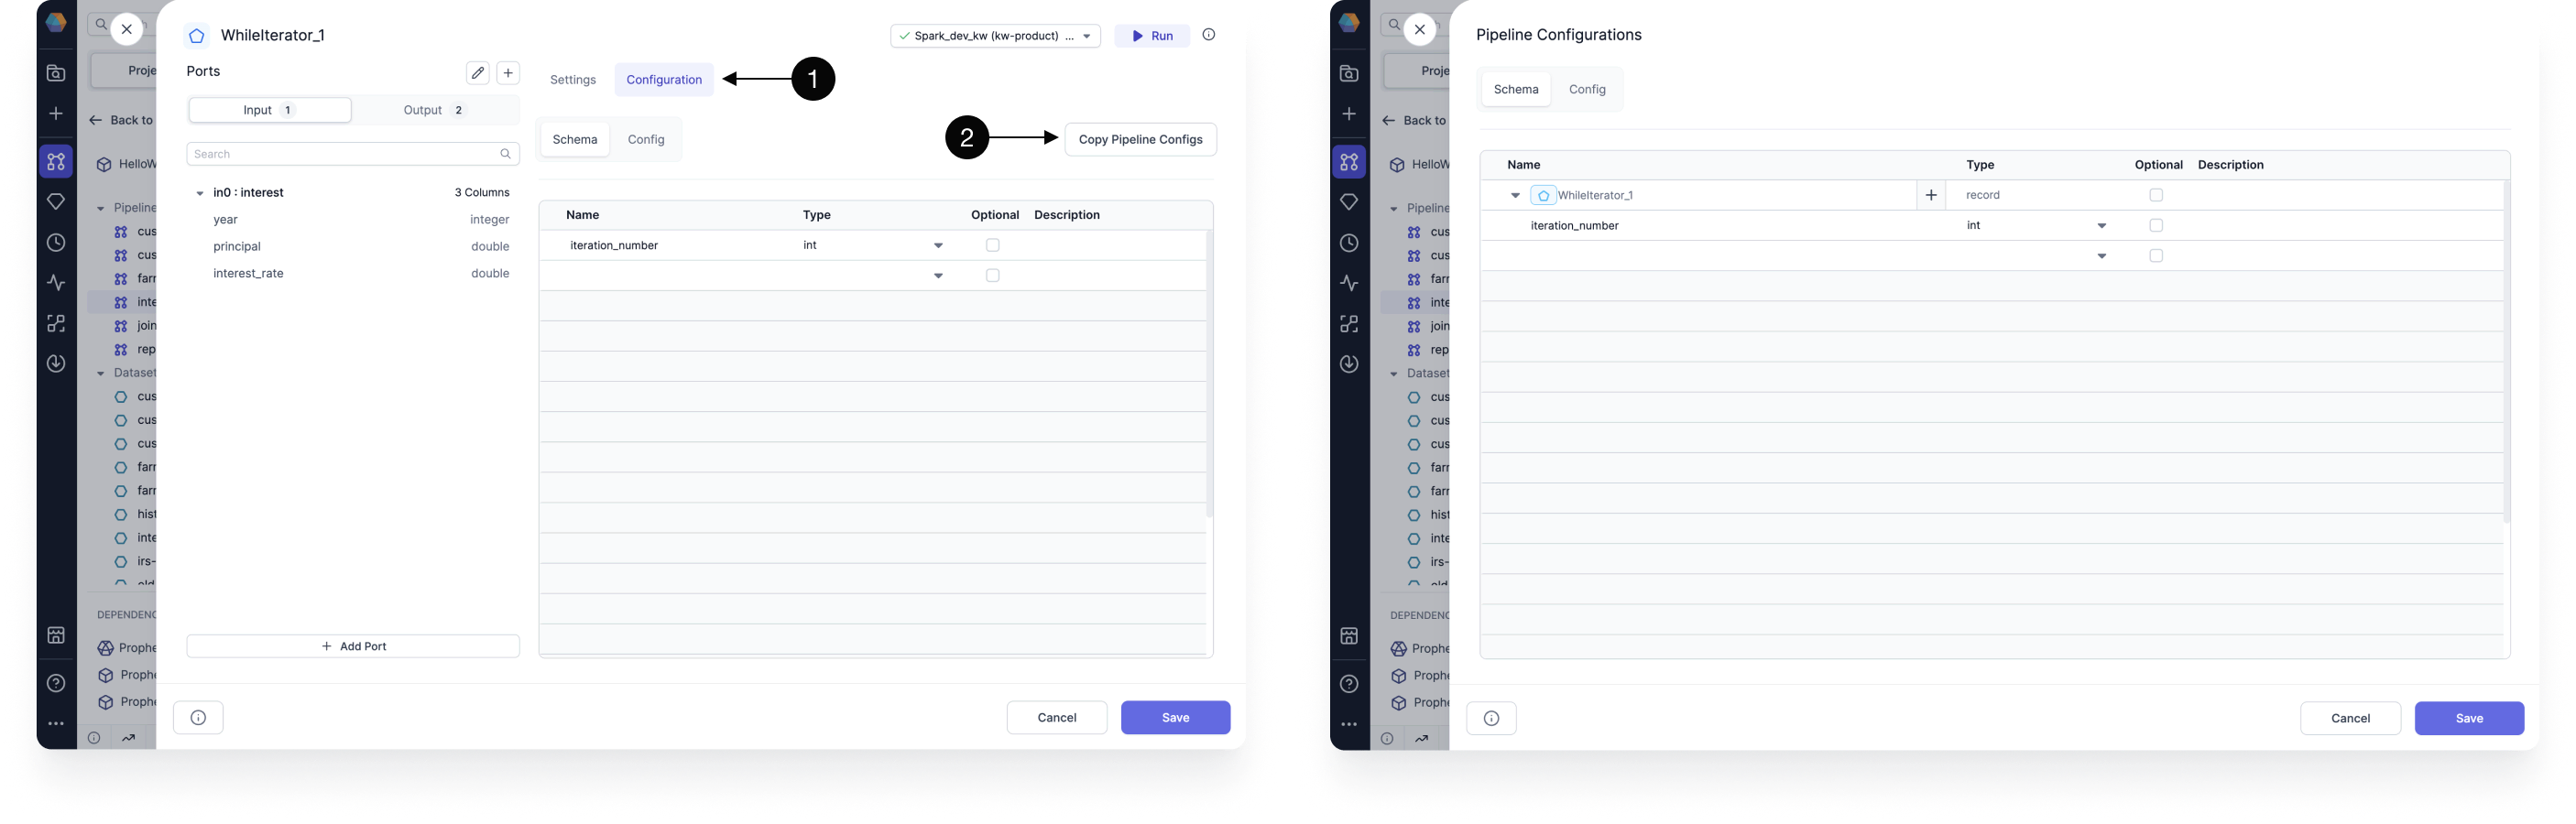 WhileIterator_1
Spark_dev_kw (kw-product) ...
Run
Proje
Ports
Settings
Configuration
1
Input 1
Output 2
Back to
Schema
Config
2
Copy Pipeline Configs
Search
HelloW
in0 : interest
3 Columns
Name
Type
Optional
Description
Pipeline
year
integer
cus
principal
double
iteration_number
int
cus
interest_rate
double
farr
inte
join
rep
Dataset
cus
cus
cus
farr
farr
hist
inte
irs-
old
DEPENDENC
Prophe
Add Port
Prophe
Prophe
Cancel
Save
Pipeline Configurations
Proje
Schema
Config
Back to
HelloW
Name
Type
Optional
Description
WhileIterator_1
record
Pipeline
iteration_number
int
cus
cus
farr
inte
join
rep
Dataset
cus
cus
cus
farr
farr
hist
inte
irs-
old
DEPENDENC
Prophe
Prophe
Prophe
Cancel
Save